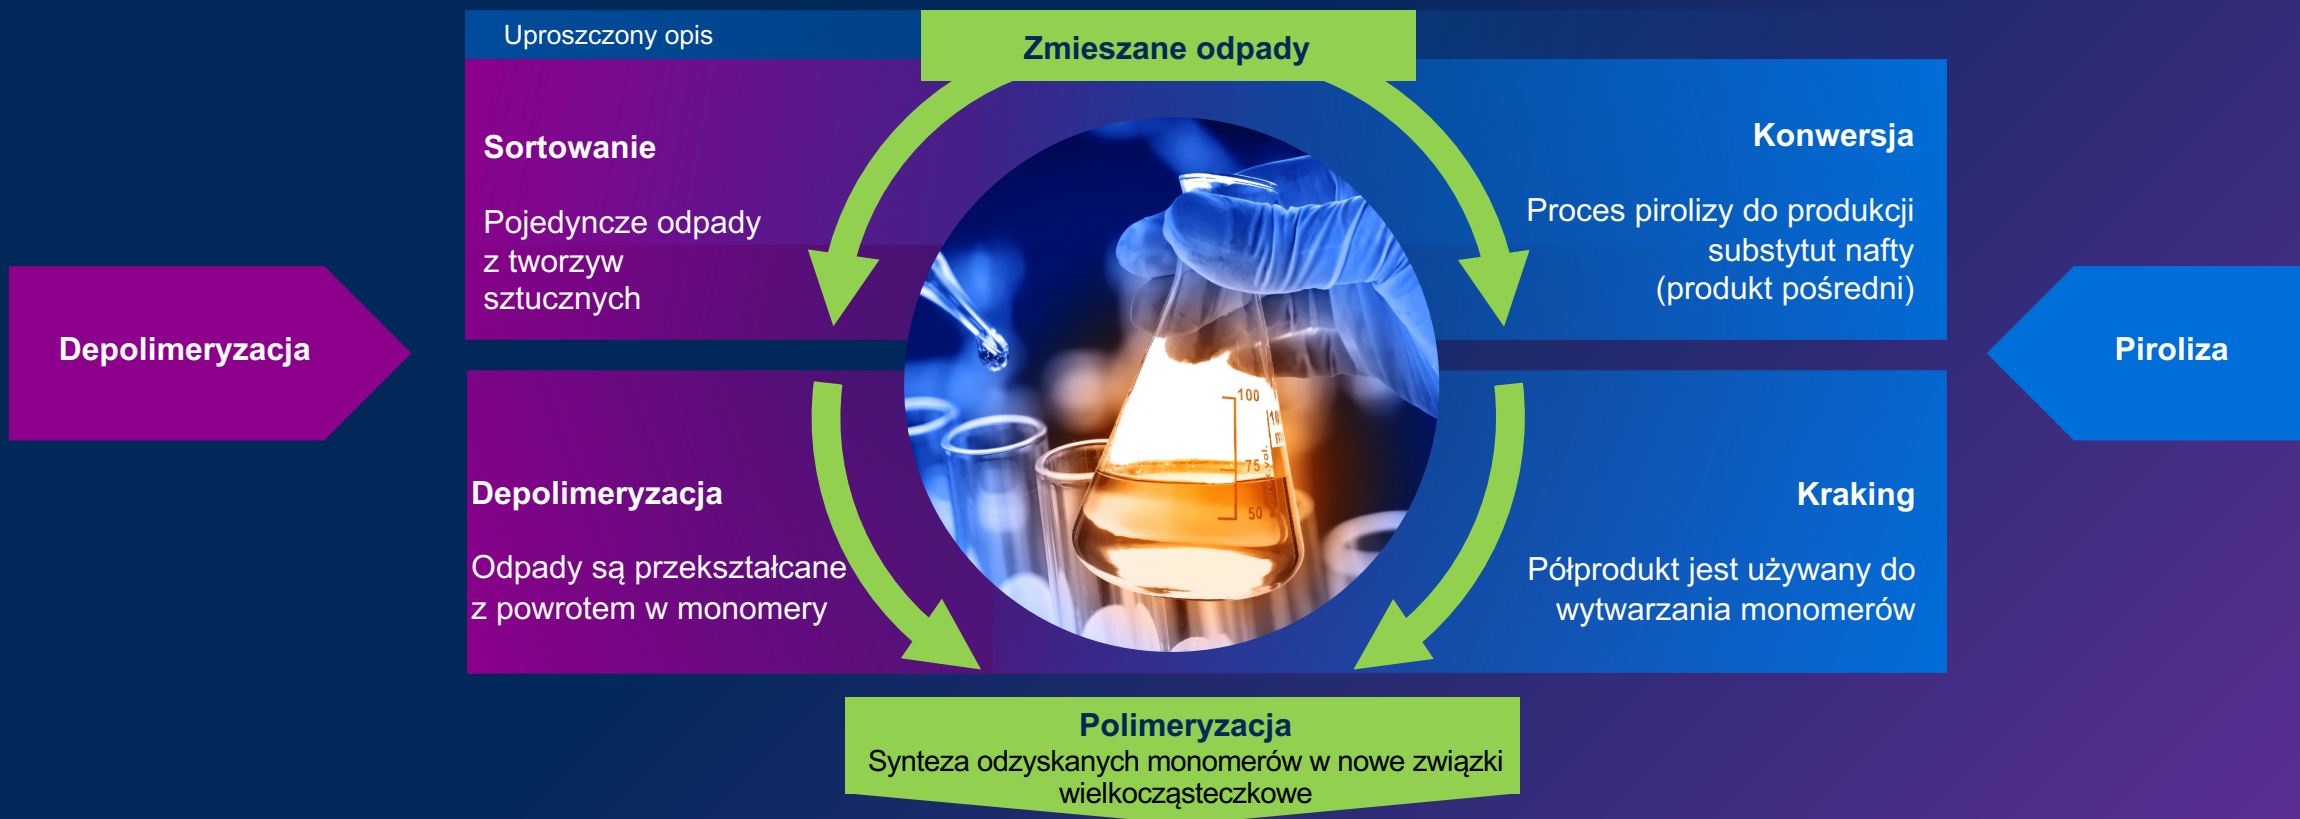 Uproszczony opis
Zmieszane odpady
Sortowanie
Pojedyncze odpady
z tworzyw
sztucznych
Konwersja
Proces pirolizy do produkcji
substytut nafty
(produkt pośredni)
Depolimeryzacja
Piroliza
Depolimeryzacja
Odpady są przekształcane
z powrotem w monomery
Kraking
Półprodukt jest używany do
wytwarzania monomerów
100
75
50
vol.
Polimeryzacja
Synteza odzyskanych monomerów w nowe związki
wielkocząsteczkowe